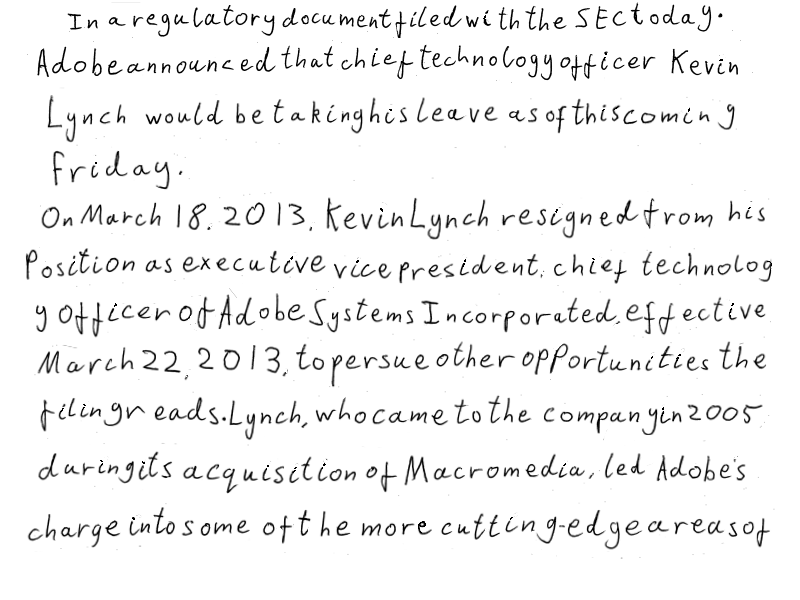 In a regulatory document filed with the SEC today.
Adobe announced that chief technology officer Kevin
Lynch would be taking his leave as of this coming
friday.
On March 18, 2013, Kevin Lynch resigned from his
Position as executive vice president, chief technolog
y officer of Adobe Systems Incorporated, effective
March 22, 2013, to persue other opportunities the
filing reads. Lynch, who came to the company in 2005
during its acquisition of Macromedia, led Adobe's
charge into some of the more cutting-edge areas of